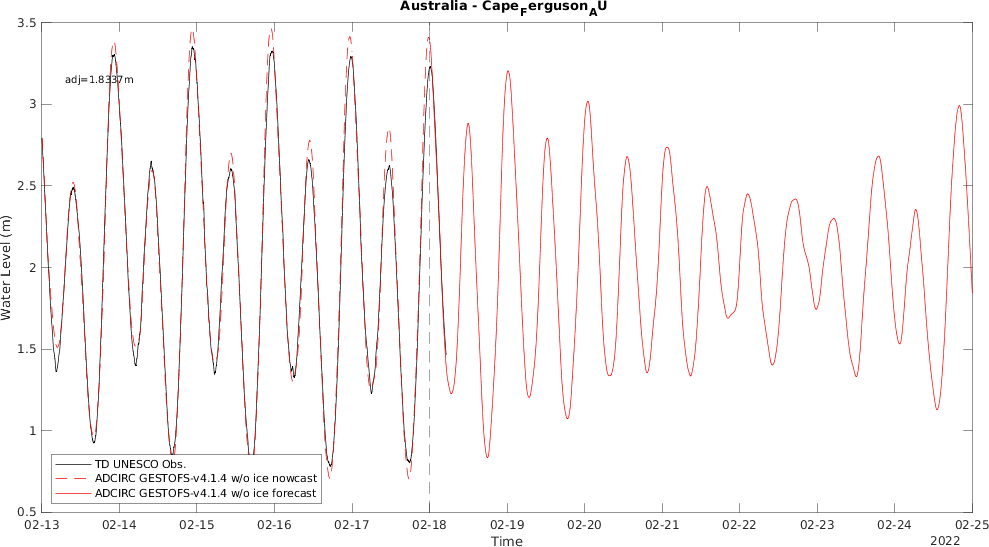 Australia - Cape_Ferguson_AU
3.5
adj=1.8337m
3
2.5
2
1.5
1
0.5
Water Level (m)
TD UNESCO Obs.
ADCIRC GESTOFS-v4.1.4 w/o ice nowcast
ADCIRC GESTOFS-v4.1.4 w/o ice forecast
02-13 02-14 02-15 02-16 02-17 02-18 02-19 02-20 02-21 02-22 02-23 02-24 02-25
Time
2022